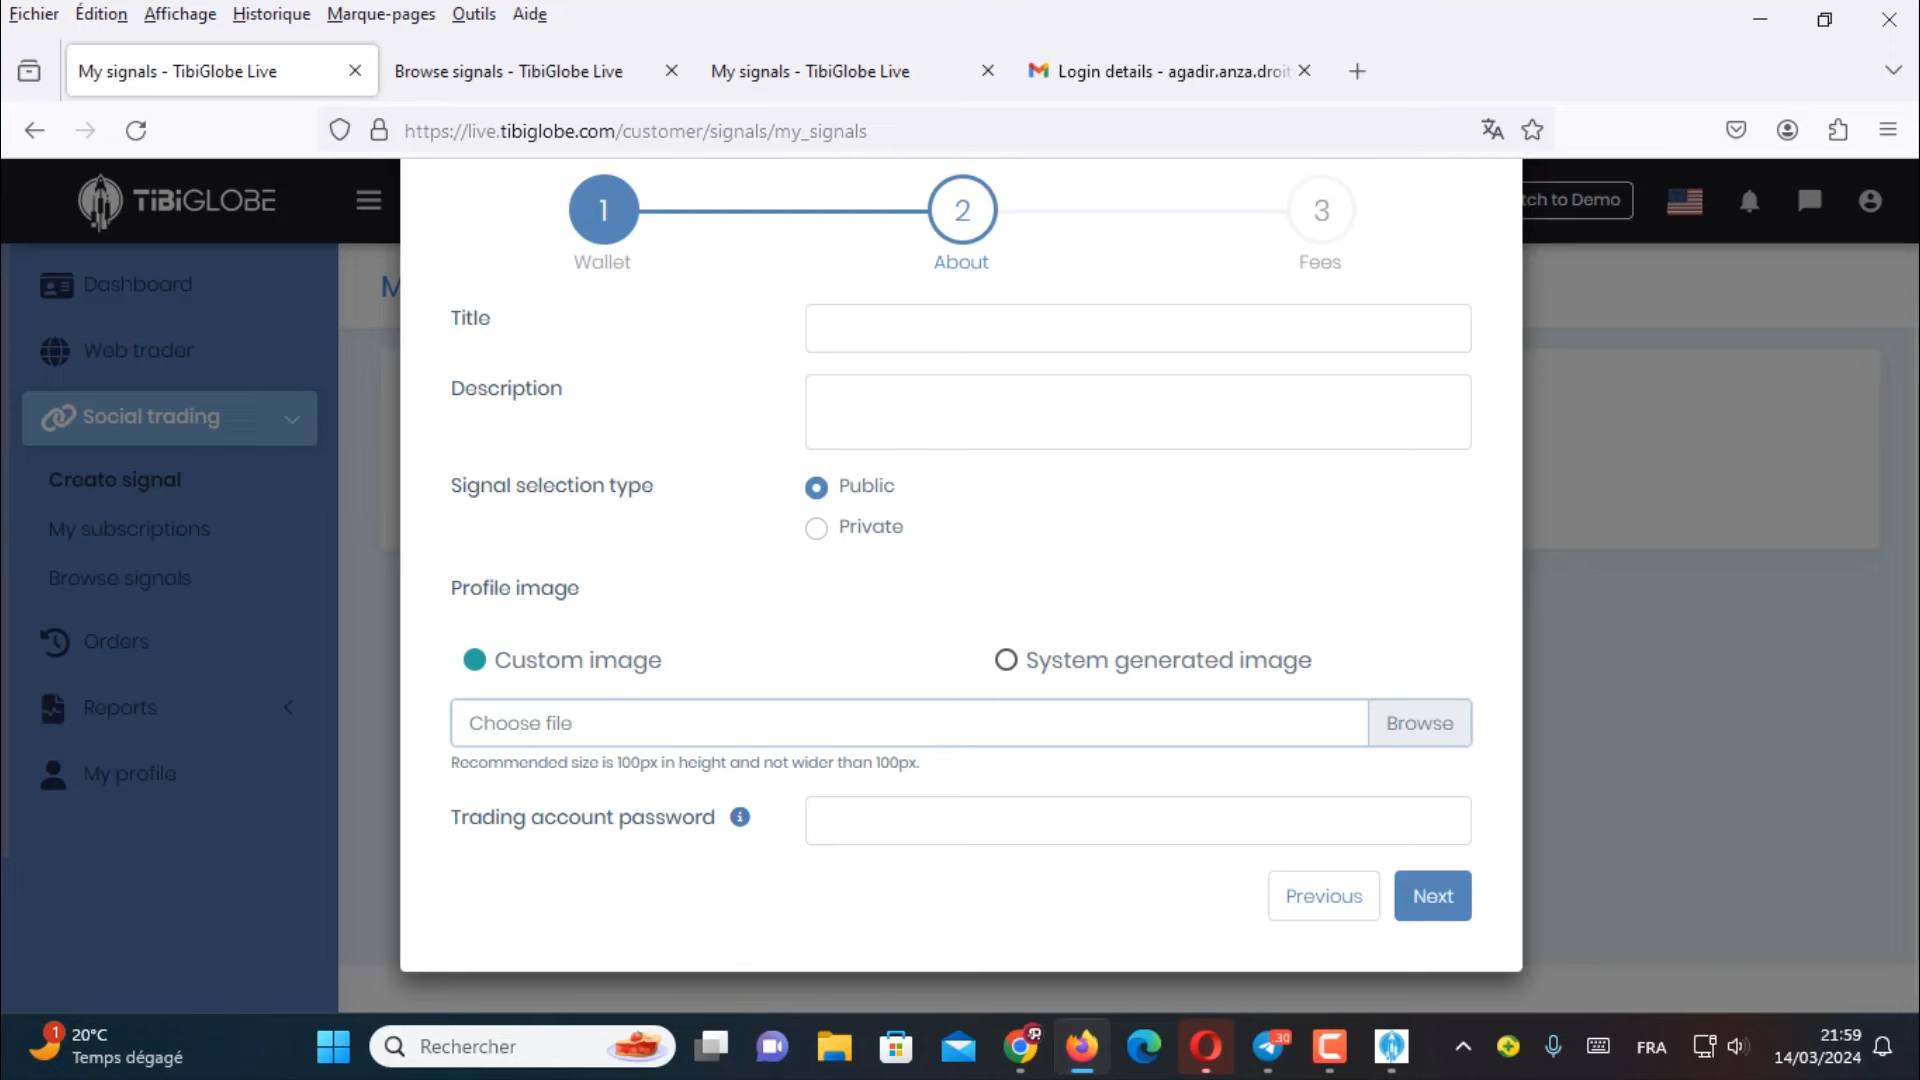 Fichier Édition Affichage Historique Marque-pages Outils Aide
My signals - TibiGlobe Live Browse signals - TibiGlobe Live My signals - TibiGlobe Live Login details - agadir.anza.droit
https://live.tibiglobe.com/customer/signals/my_signals
TiBiGLOBE
1 2 3
tch to Demo
Wallet About Fees
Dashboard
M
Web trader
Social trading
Create signal
My subscriptions
Browse signals
Orders
Reports
My profile
Title
Description
Signal selection type Public
Private
Profile image
Custom image System generated image
Choose file Browse
Recommended size is 100px in height and not wider than 100px.
Trading account password
Previous Next
1
20°C
Temps dégagé
Rechercher
30
FRA
21:59
14/03/2024